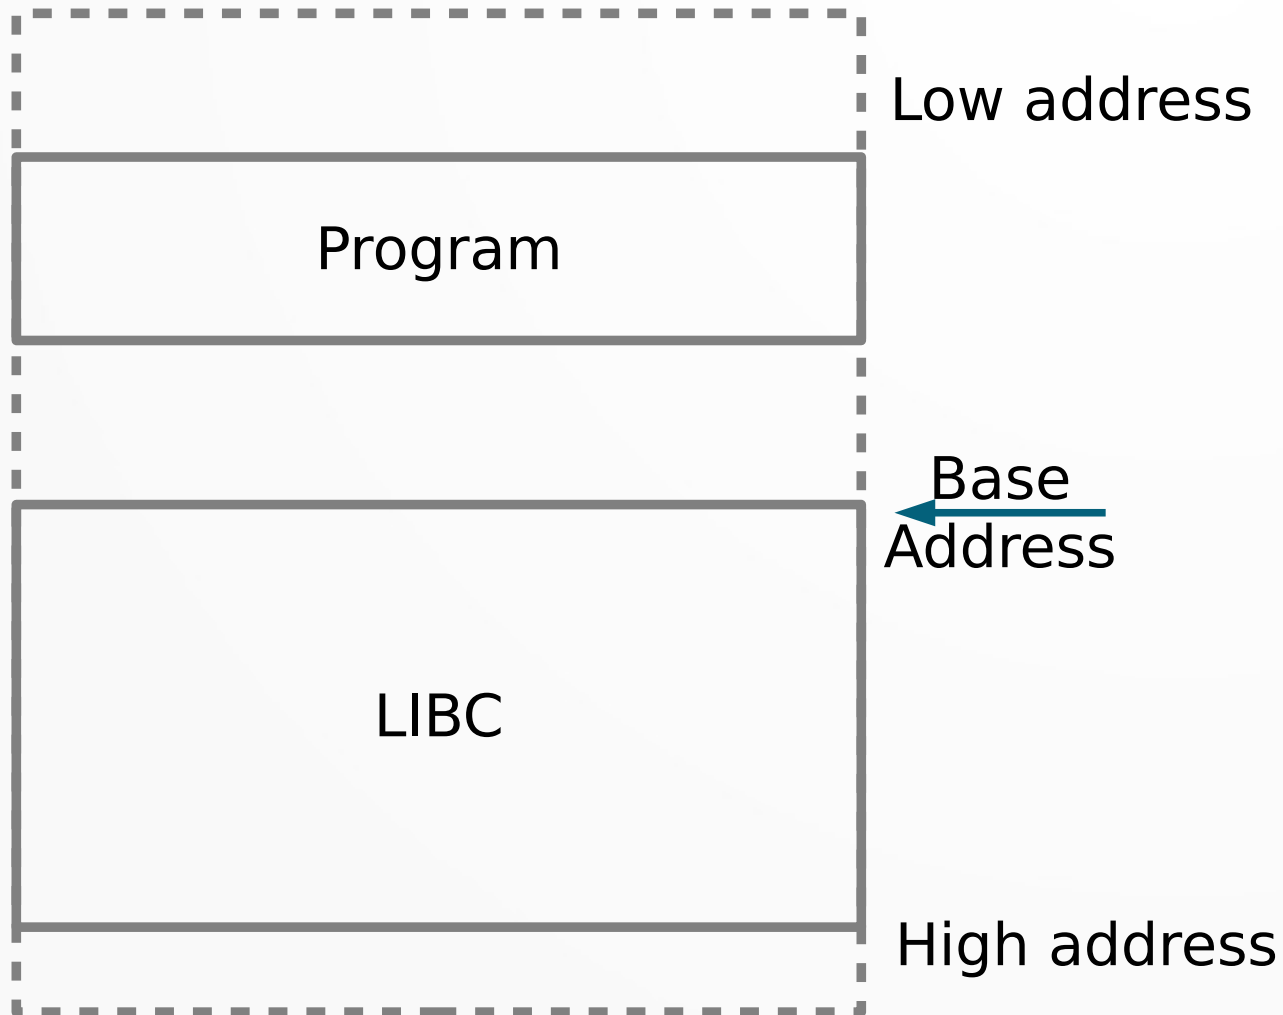 Low address
Program
Base
Address
LIBC
High address